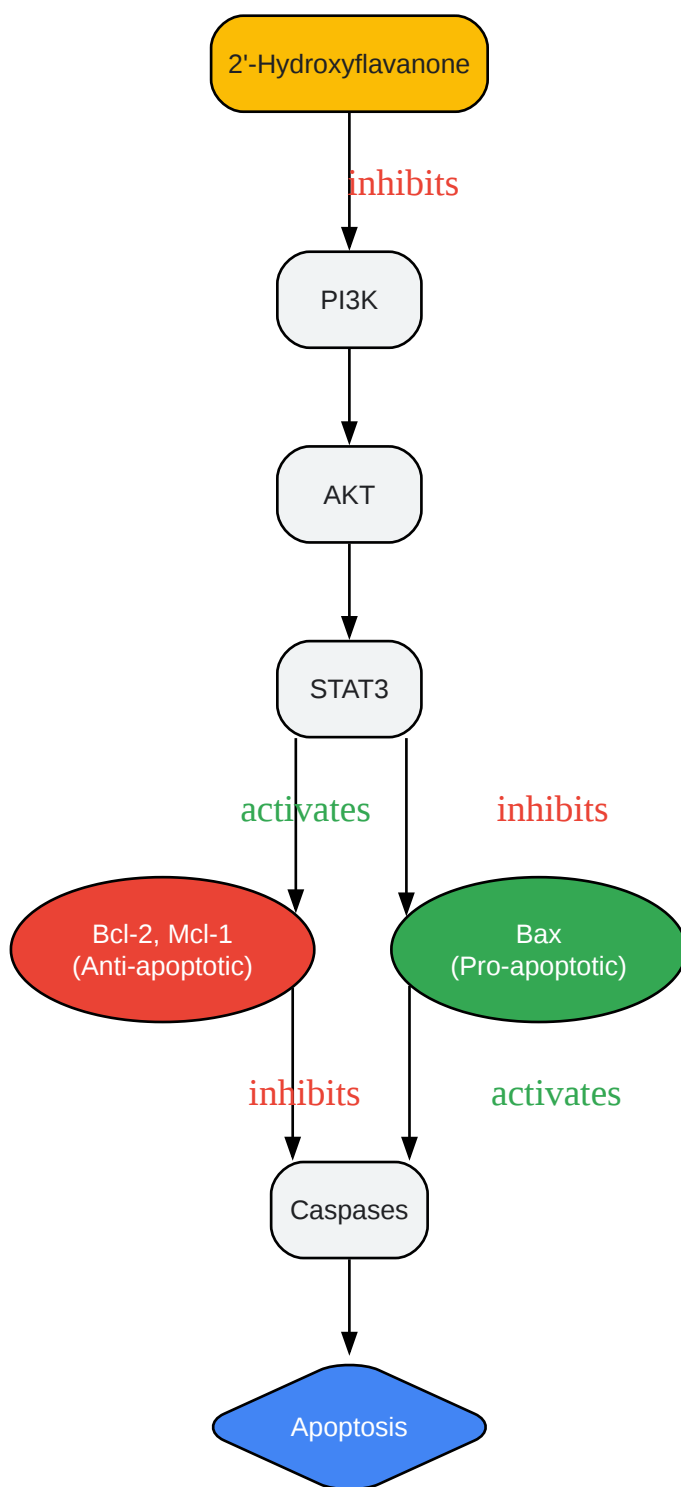 2'-Hydroxyflavanone
inhibits
PI3K
AKT
STAT3
activates
inhibits
Bcl-2, Mcl-1
(Anti-apoptotic)
Bax
(Pro-apoptotic)
inhibits
activates
Caspases
Apoptosis